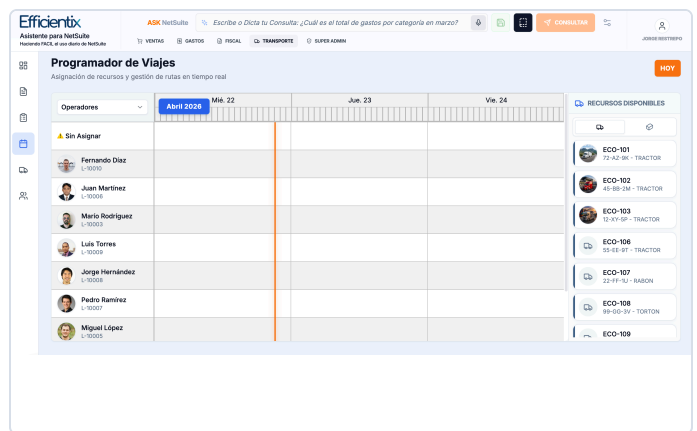 Efficientix
Asistente para NetSuite
Haciendo FACIL el uso diario de NetSuite
ASK NetSuite
Escribe o Dicta tu Consulta: ¿Cuál es el total de gastos por categoría en marzo?
CONSULTAR
JORGE RESTREPO
VENTAS
GASTOS
FISCAL
TRANSPORTE
SUPER ADMIN
Programador de Viajes
Asignación de recursos y gestión de rutas en tiempo real
HOY
Operadores
Abril 2026
Mié. 22
Jue. 23
Vie. 24
Sin Asignar
Fernando Díaz
L-10010
Juan Martínez
L-10006
Mario Rodríguez
L-10003
Luis Torres
L-10009
Jorge Hernández
L-10008
Pedro Ramírez
L-10007
Miguel López
L-10005
RECURSOS DISPONIBLES
ECO-101
72-AZ-9K - TRACTOR
ECO-102
45-BB-2M - TRACTOR
ECO-103
12-XY-5P - TRACTOR
ECO-106
55-EE-9T - TRACTOR
ECO-107
22-FF-1U - RABON
ECO-108
99-GG-3V - TORTON
ECO-109